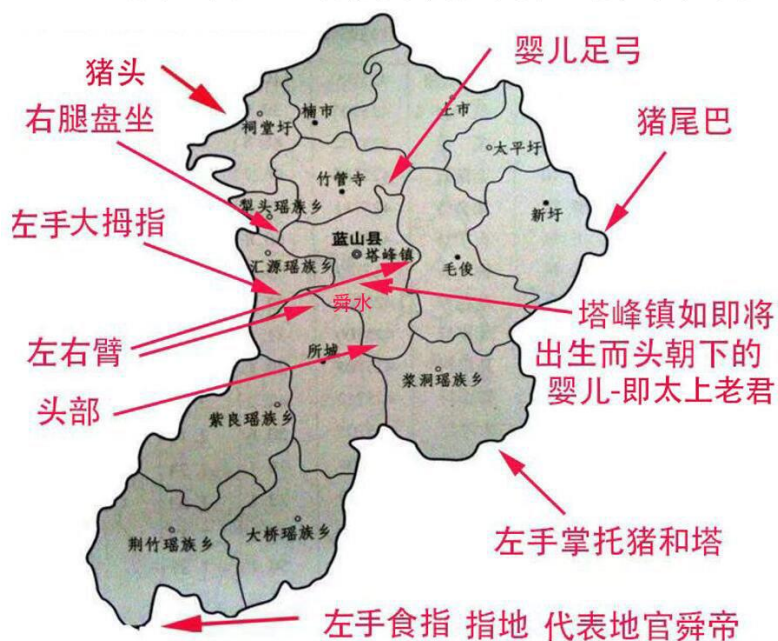 婴儿足弓
猪头
右腿盘坐
猪尾巴
祠堂圩
楠市
土市
太平圩
竹管寺
新圩
犁头瑶族乡
左手大拇指
蓝山县
塔峰镇
汇源瑶族乡
毛俊
舜水
塔峰镇如即将
出生而头朝下的
婴儿-即太上老君
左右臂
所城
头部
浆洞瑶族乡
紫良瑶族乡
荆竹瑶族乡
大桥瑶族乡
左手掌托猪和塔
左手食指 指地 代表地官舜帝